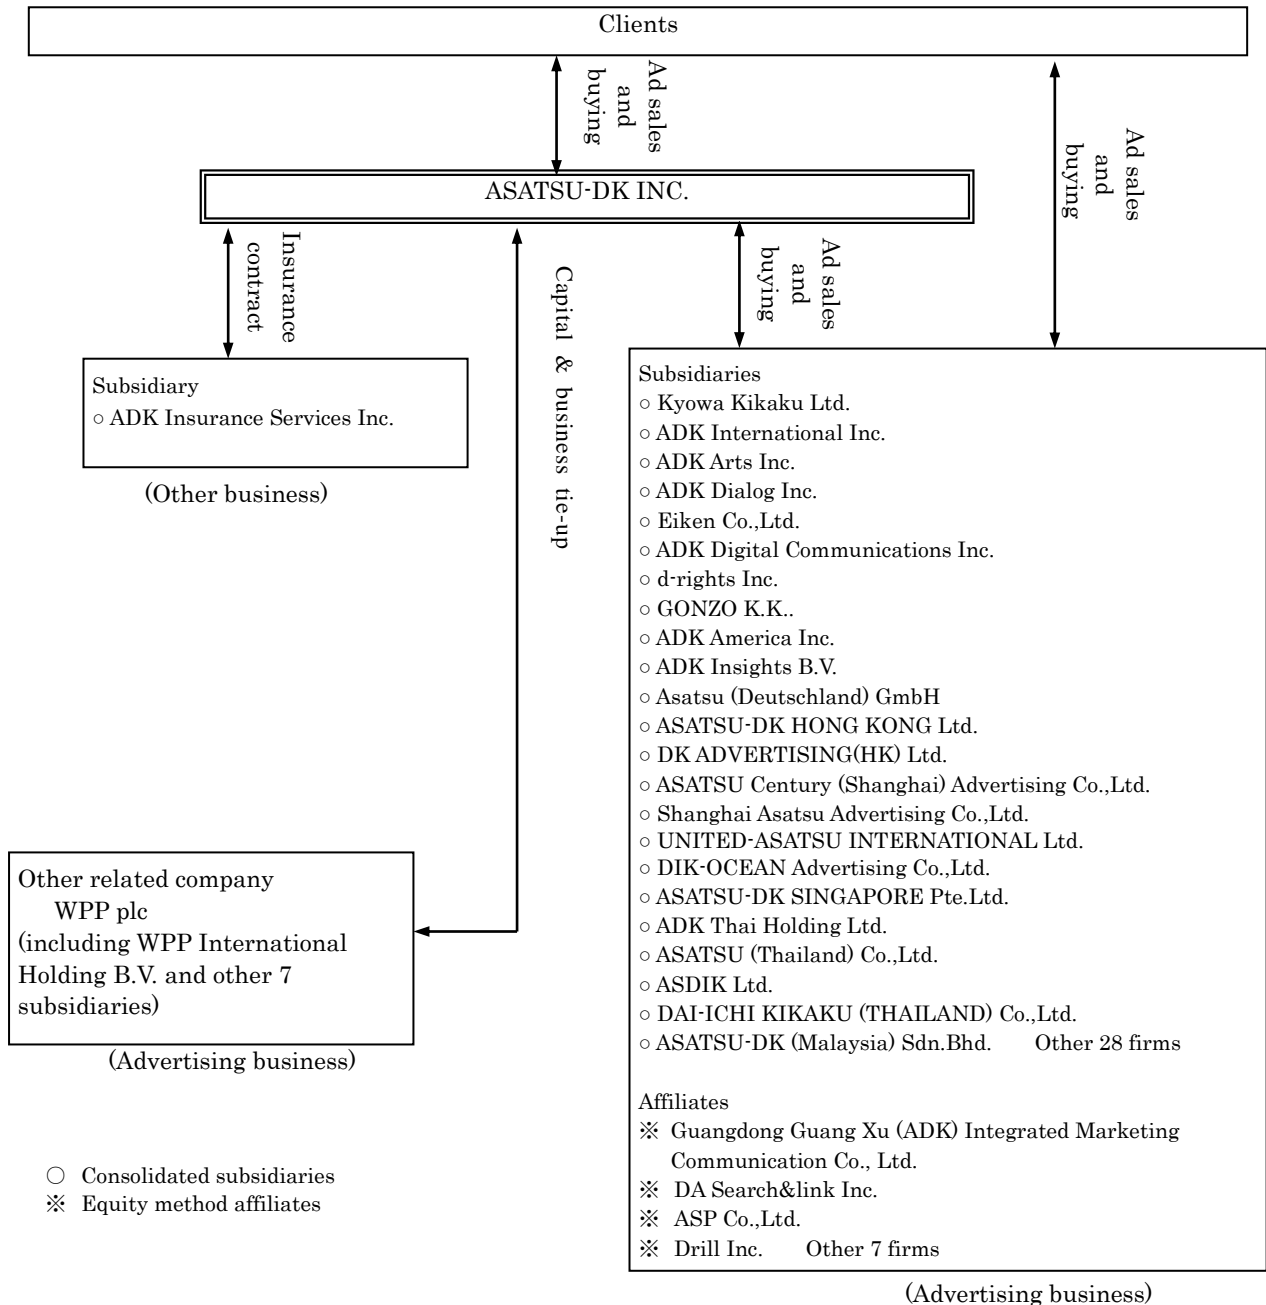 Clients
Ad sales
and
buying
Ad sales
and
buying
ASATSU-DK INC.
Insurance
contract
Capital & business tie-up
Ad sales
and
buying
Subsidiary
○ ADK Insurance Services Inc.
(Other business)
Subsidiaries
○ Kyowa Kikaku Ltd.
○ ADK International Inc.
○ ADK Arts Inc.
○ ADK Dialog Inc.
○ Eiken Co.,Ltd.
○ ADK Digital Communications Inc.
○ d-rights Inc.
○ GONZO K.K..
○ ADK America Inc.
○ ADK Insights B.V.
○ Asatsu (Deutschland) GmbH
○ ASATSU-DK HONG KONG Ltd.
○ DK ADVERTISING(HK) Ltd.
○ ASATSU Century (Shanghai) Advertising Co.,Ltd.
○ Shanghai Asatsu Advertising Co.,Ltd.
○ UNITED-ASATSU INTERNATIONAL Ltd.
○ DIK-OCEAN Advertising Co.,Ltd.
○ ASATSU-DK SINGAPORE Pte.Ltd.
○ ADK Thai Holding Ltd.
○ ASATSU (Thailand) Co.,Ltd.
○ ASDIK Ltd.
○ DAI-ICHI KIKAKU (THAILAND) Co.,Ltd.
○ ASATSU-DK (Malaysia) Sdn.Bhd. Other 28 firms
Affiliates
※ Guangdong Guang Xu (ADK) Integrated Marketing
Communication Co., Ltd.
※ DA Search&link Inc.
※ ASP Co.,Ltd.
※ Drill Inc. Other 7 firms
(Advertising business)
Other related company
WPP plc
(including WPP International
Holding B.V. and other 7
subsidiaries)
(Advertising business)
○ Consolidated subsidiaries
※ Equity method affiliates